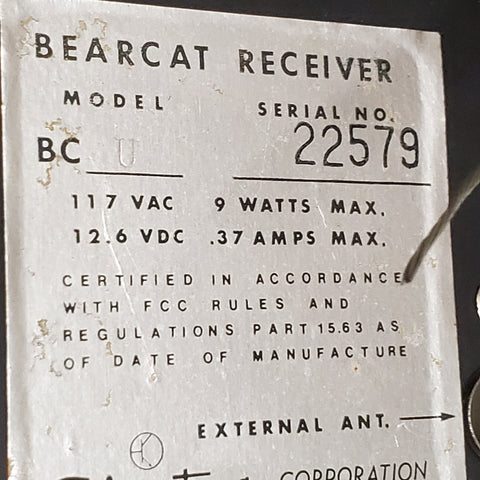 BEARCAT RECEIVER
MODEL SERIAL NO.
BC U 22579
117 VAC 9 WATTS MAX.
12.6 VDC .37 AMPS MAX.
CERTIFIED IN ACCORDANCE
WITH FCC RULES AND
REGULATIONS PART 15.63 AS
OF DATE OF MANUFACTURE
EXTERNAL ANT.
CORPORATION